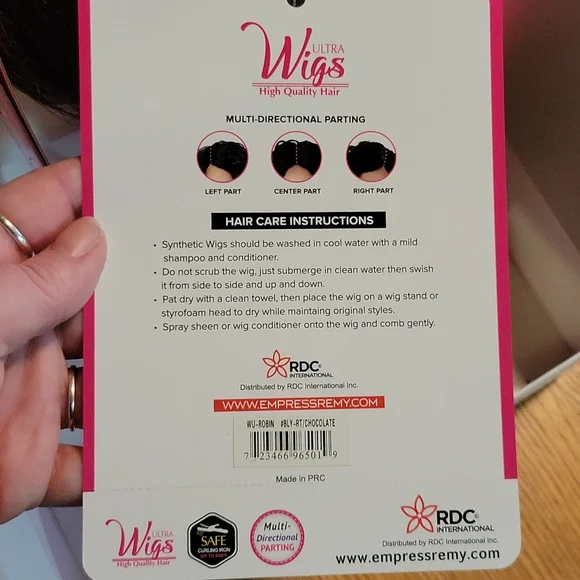 ULTRA
Wigs
High Quality Hair
MULTI-DIRECTIONAL PARTING
LEFT PART
CENTER PART
RIGHT PART
HAIR CARE INSTRUCTIONS
• Synthetic Wigs should be washed in cool water with a mild
shampoo and conditioner.
• Do not scrub the wig, just submerge in clean water then swish
it from side to side and up and down.
• Pat dry with a clean towel, then place the wig on a wig stand or
styrofoam head to dry while maintaing original styles.
• Spray sheen or wig conditioner onto the wig and comb gently.
RDC
INTERNATIONAL
Distributed by RDC International Inc.
WWW.EMPRESSREMY.COM
WU-ROBIN #BLY-RT/CHOCOLATE
7 23466 96501 9
Made in PRC
ULTRA
Wigs
High Quality Hair
SAFE
CURLING IRON
Multi-
Directional
PARTING
RDC
INTERNATIONAL
Distributed by RDC International Inc.
www.empressremy.com